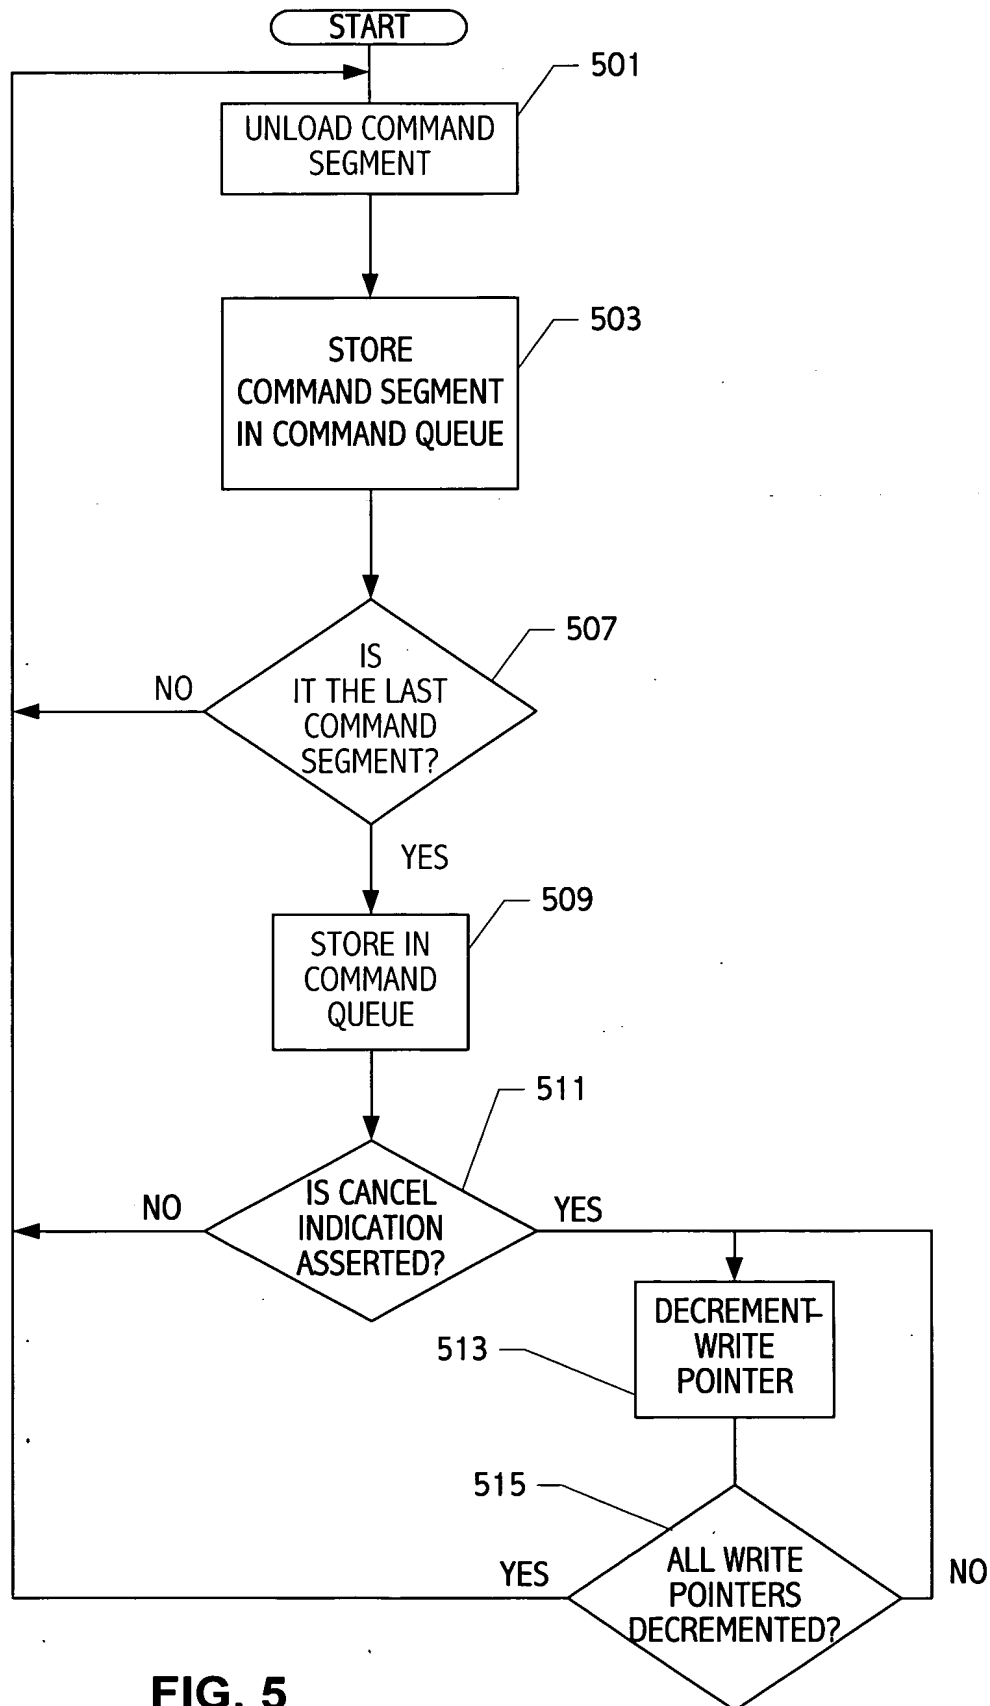 START
501
UNLOAD COMMAND
SEGMENT
503
STORE
COMMAND SEGMENT
IN COMMAND QUEUE
507
IS
IT THE LAST
COMMAND
SEGMENT?
NO
YES
509
STORE IN
COMMAND
QUEUE
511
IS CANCEL
INDICATION
ASSERTED?
NO
YES
DECREMENT
WRITE
POINTER
513
515
ALL WRITE
POINTERS
DECREMENTED?
YES
NO
FIG. 5